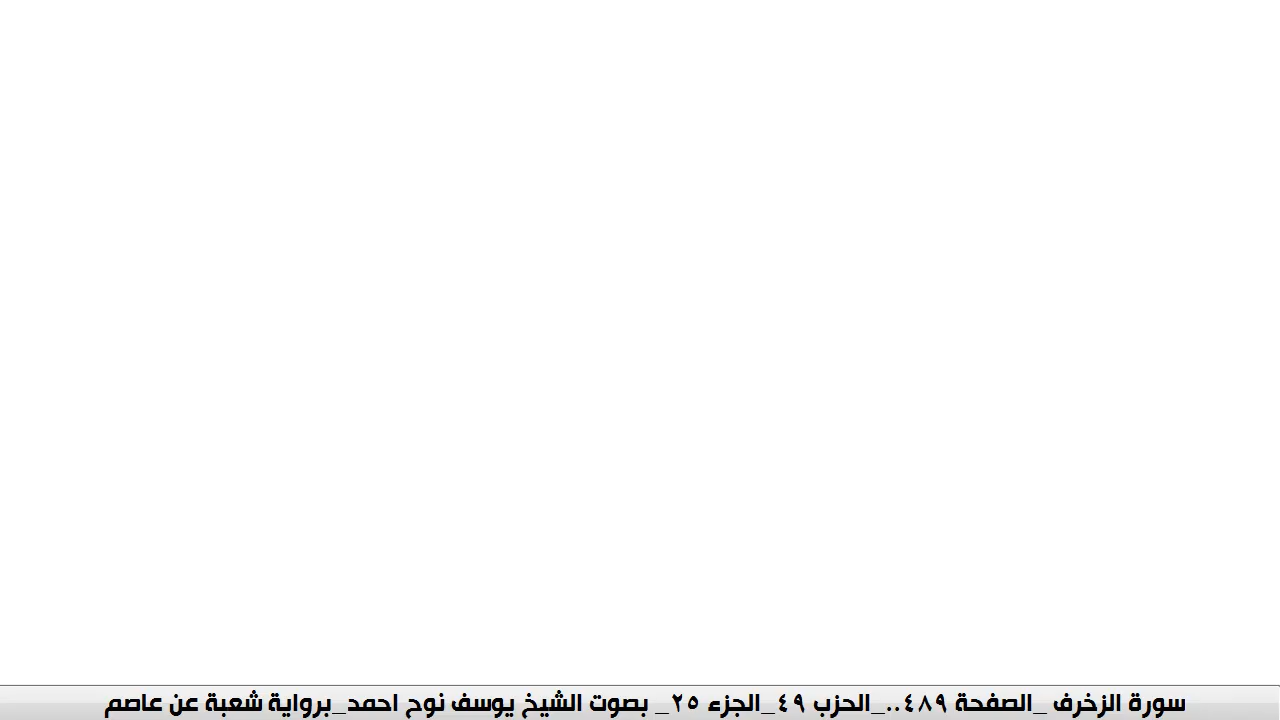 سورة الزخرف _الصفحة ٤٨٩.._الحزب ٤٩_الجزء ٢٥_ بصوت الشيخ يوسف نوح احمد_برواية شعبة عن عاصم